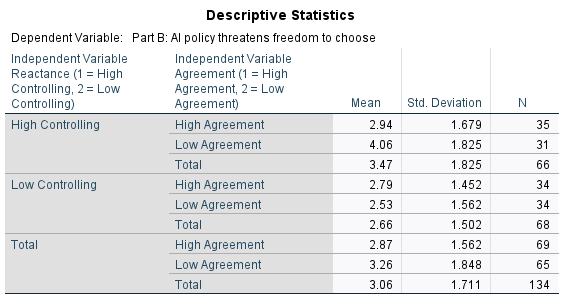 Descriptive Statistics
Dependent Variable: Part B: AI policy threatens freedom to choose
Independent Variable Reactance (1 = High Controlling, 2 = Low Controlling) Independent Variable Agreement (1 = High Agreement, 2 = Low Agreement) Mean Std. Deviation N
High Controlling High Agreement 2.94 1.679 35
Low Agreement 4.06 1.825 31
Total 3.47 1.825 66
Low Controlling High Agreement 2.79 1.452 34
Low Agreement 2.53 1.562 34
Total 2.66 1.502 68
Total High Agreement 2.87 1.562 69
Low Agreement 3.26 1.848 65
Total 3.06 1.711 134